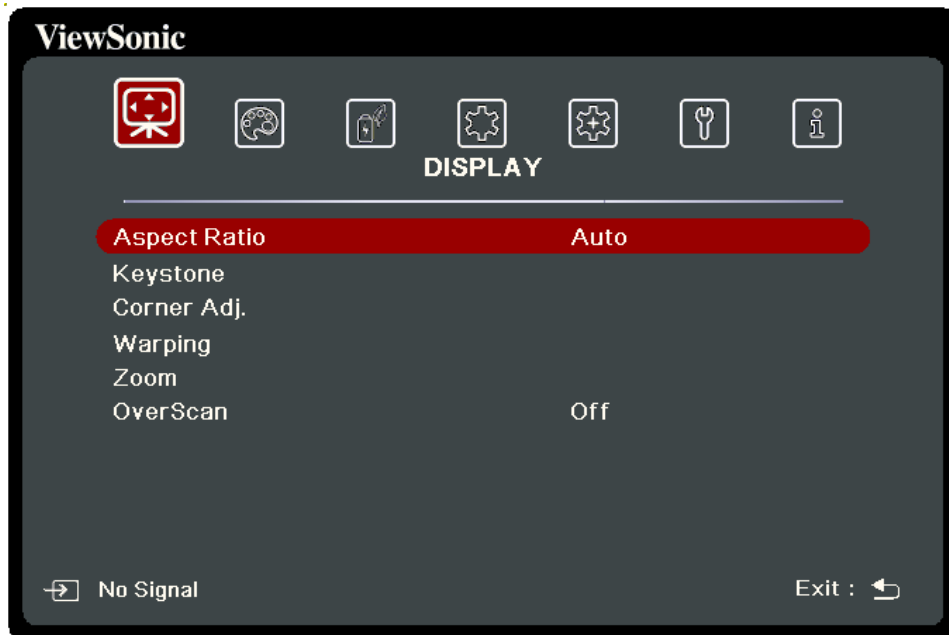 ViewSonic
DISPLAY
Aspect Ratio Auto
Keystone
Corner Adj.
Warping
Zoom
OverScan Off
No Signal Exit :